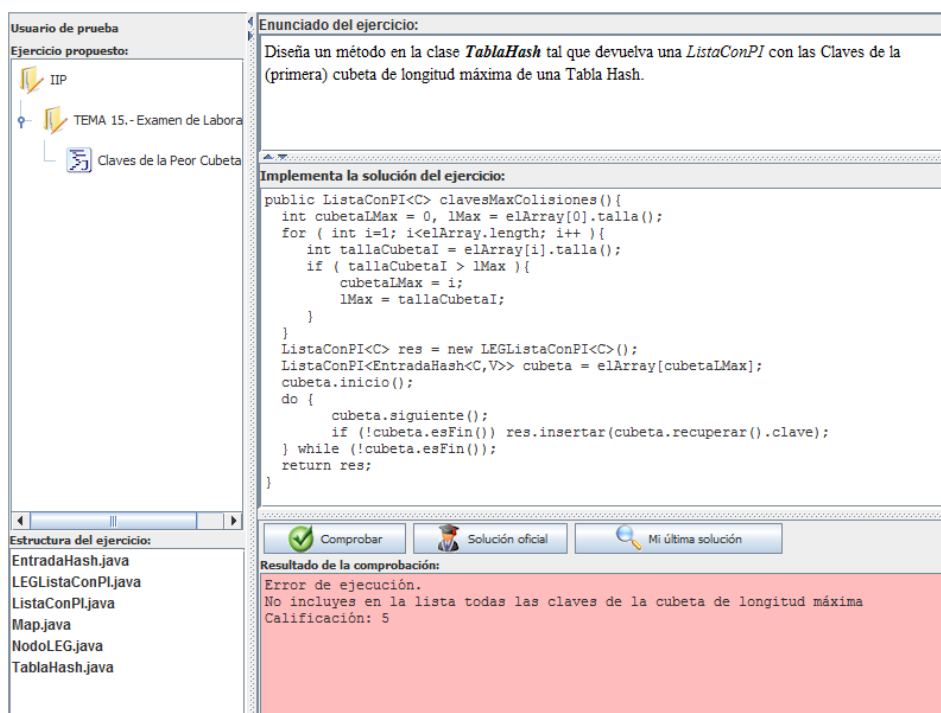 Usuario de prueba
Ejercicio propuesto:
IIP
TEMA 15.- Examen de Labora
Claves de la Peor Cubeta
Estructura del ejercicio:
EntradaHash.java
LEGListaConPI.java
ListaConPI.java
Map.java
NodoLEG.java
TablaHash.java
Enunciado del ejercicio:
Diseña un método en la clase TablaHash tal que devuelva una ListaConPI con las Claves de la
(primera) cubeta de longitud máxima de una Tabla Hash.
Implementa la solución del ejercicio:
public ListaConPI<C> clavesMaxColisiones(){
  int cubetaLMax = 0, lMax = elArray[0].talla();
  for ( int i=1; i<elArray.length; i++ ){
     int tallaCubetaI = elArray[i].talla();
     if ( tallaCubetaI > lMax ){
         cubetaLMax = i;
         lMax = tallaCubetaI;
     }
  }
  ListaConPI<C> res = new LEGListaConPI<C>();
  ListaConPI<EntradaHash<C,V>> cubeta = elArray[cubetaLMax];
  cubeta.inicio();
  do {
        cubeta.siguiente();
        if (!cubeta.esFin()) res.insertar(cubeta.recuperar().clave);
  } while (!cubeta.esFin());
  return res;
}
Comprobar
Solución oficial
Mi última solución
Resultado de la comprobación:
Error de ejecución.
No incluyes en la lista todas las claves de la cubeta de longitud máxima
Calificación: 5